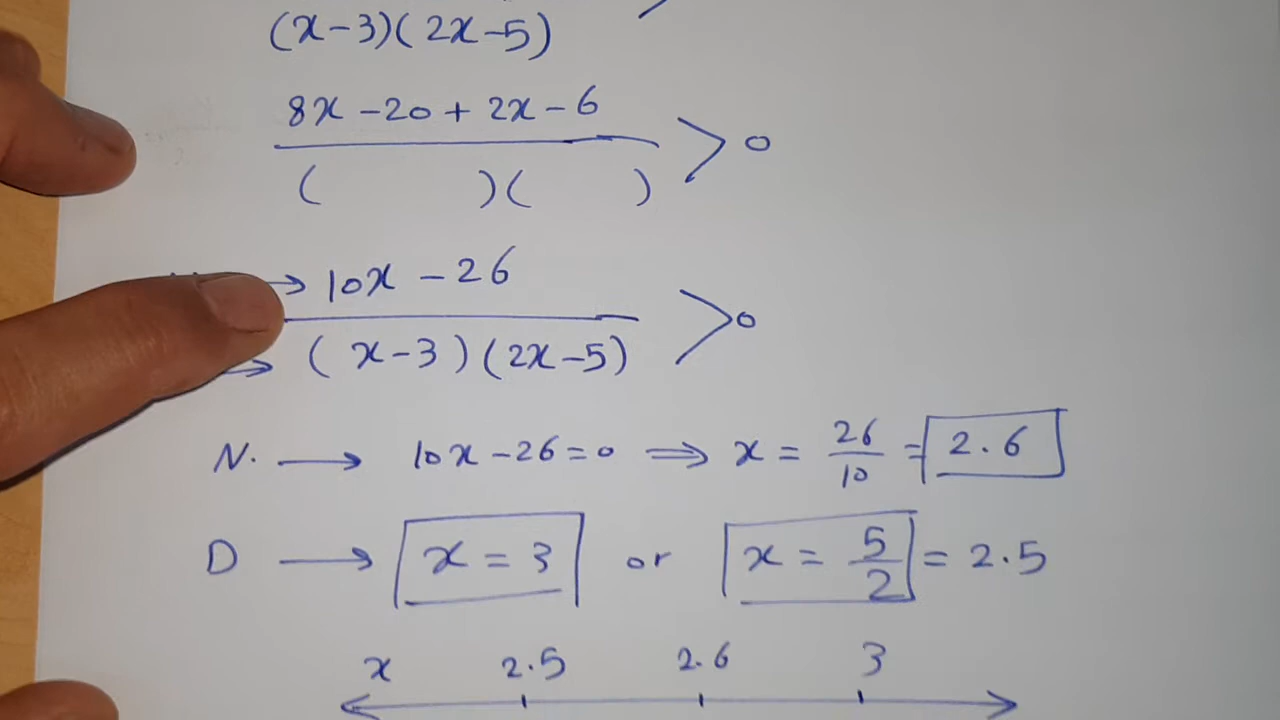 (x-3)(2x-5)
8x-20+2x-6
( )( ) >0
→ 10x-26
→ (x-3)(2x-5) >0
N. → 10x-26=0 ⇒ x = 26/10 = 2.6
D → x = 3 or x = 5/2 = 2.5
x 2.5 2.6 3